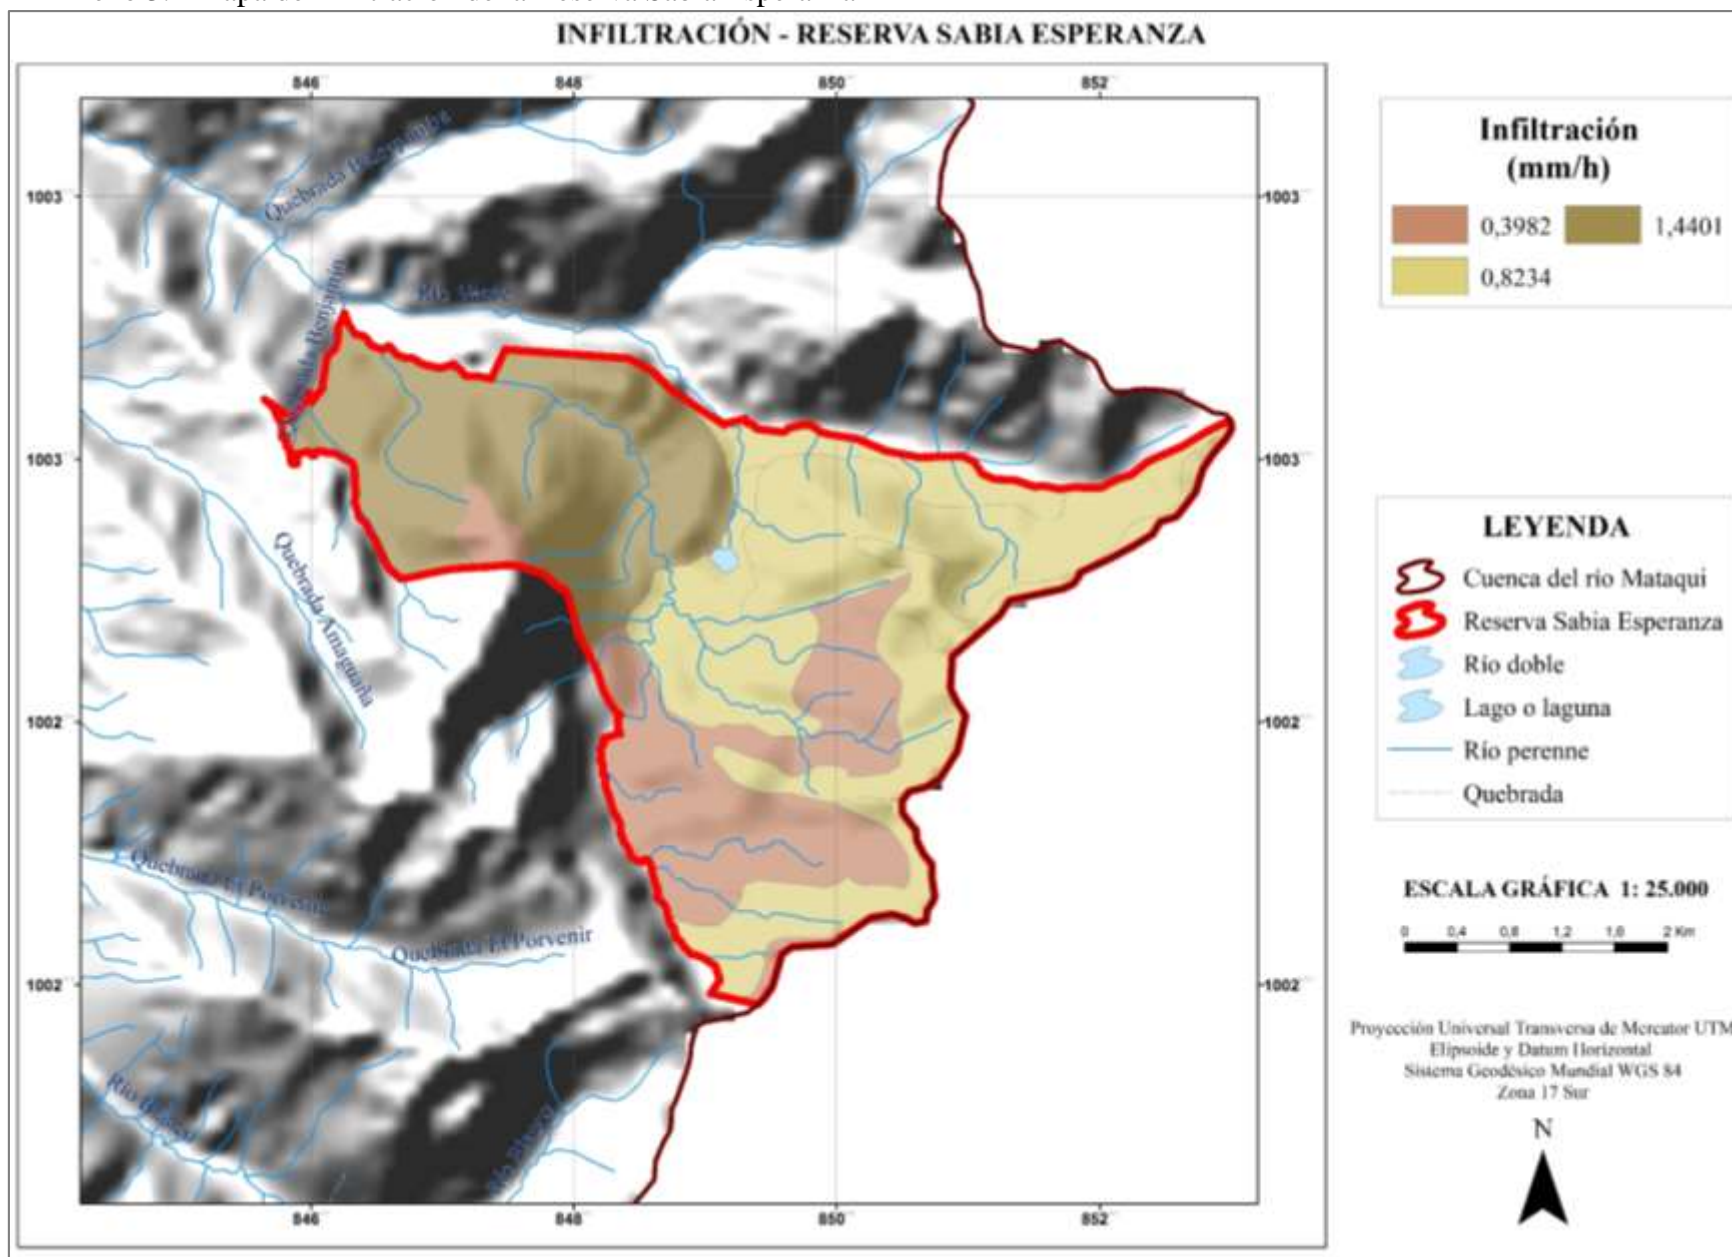 INFILTRACIÓN - RESERVA SABIA ESPERANZA
846 848 850 852
1003 1003
1003 1003
1002 1002
1002 1002
846 848 850 852
Quebrada
Quebrada Amaguaña
Quebrada El Porvenir
Quebrada El Porvenir
Río
Infiltración
(mm/h)
0,3982 1,4401
0,8234
LEYENDA
Cuenca del río Mataqui
Reserva Sabia Esperanza
Río doble
Lago o laguna
Río perenne
Quebrada
ESCALA GRÁFICA 1: 25.000
0 0,4 0,8 1,2 1,6 2 Km
Proyección Universal Transversa de Mercator UTM
Elipsoide y Datum Horizontal
Sistema Geodésico Mundial WGS 84
Zona 17 Sur
N